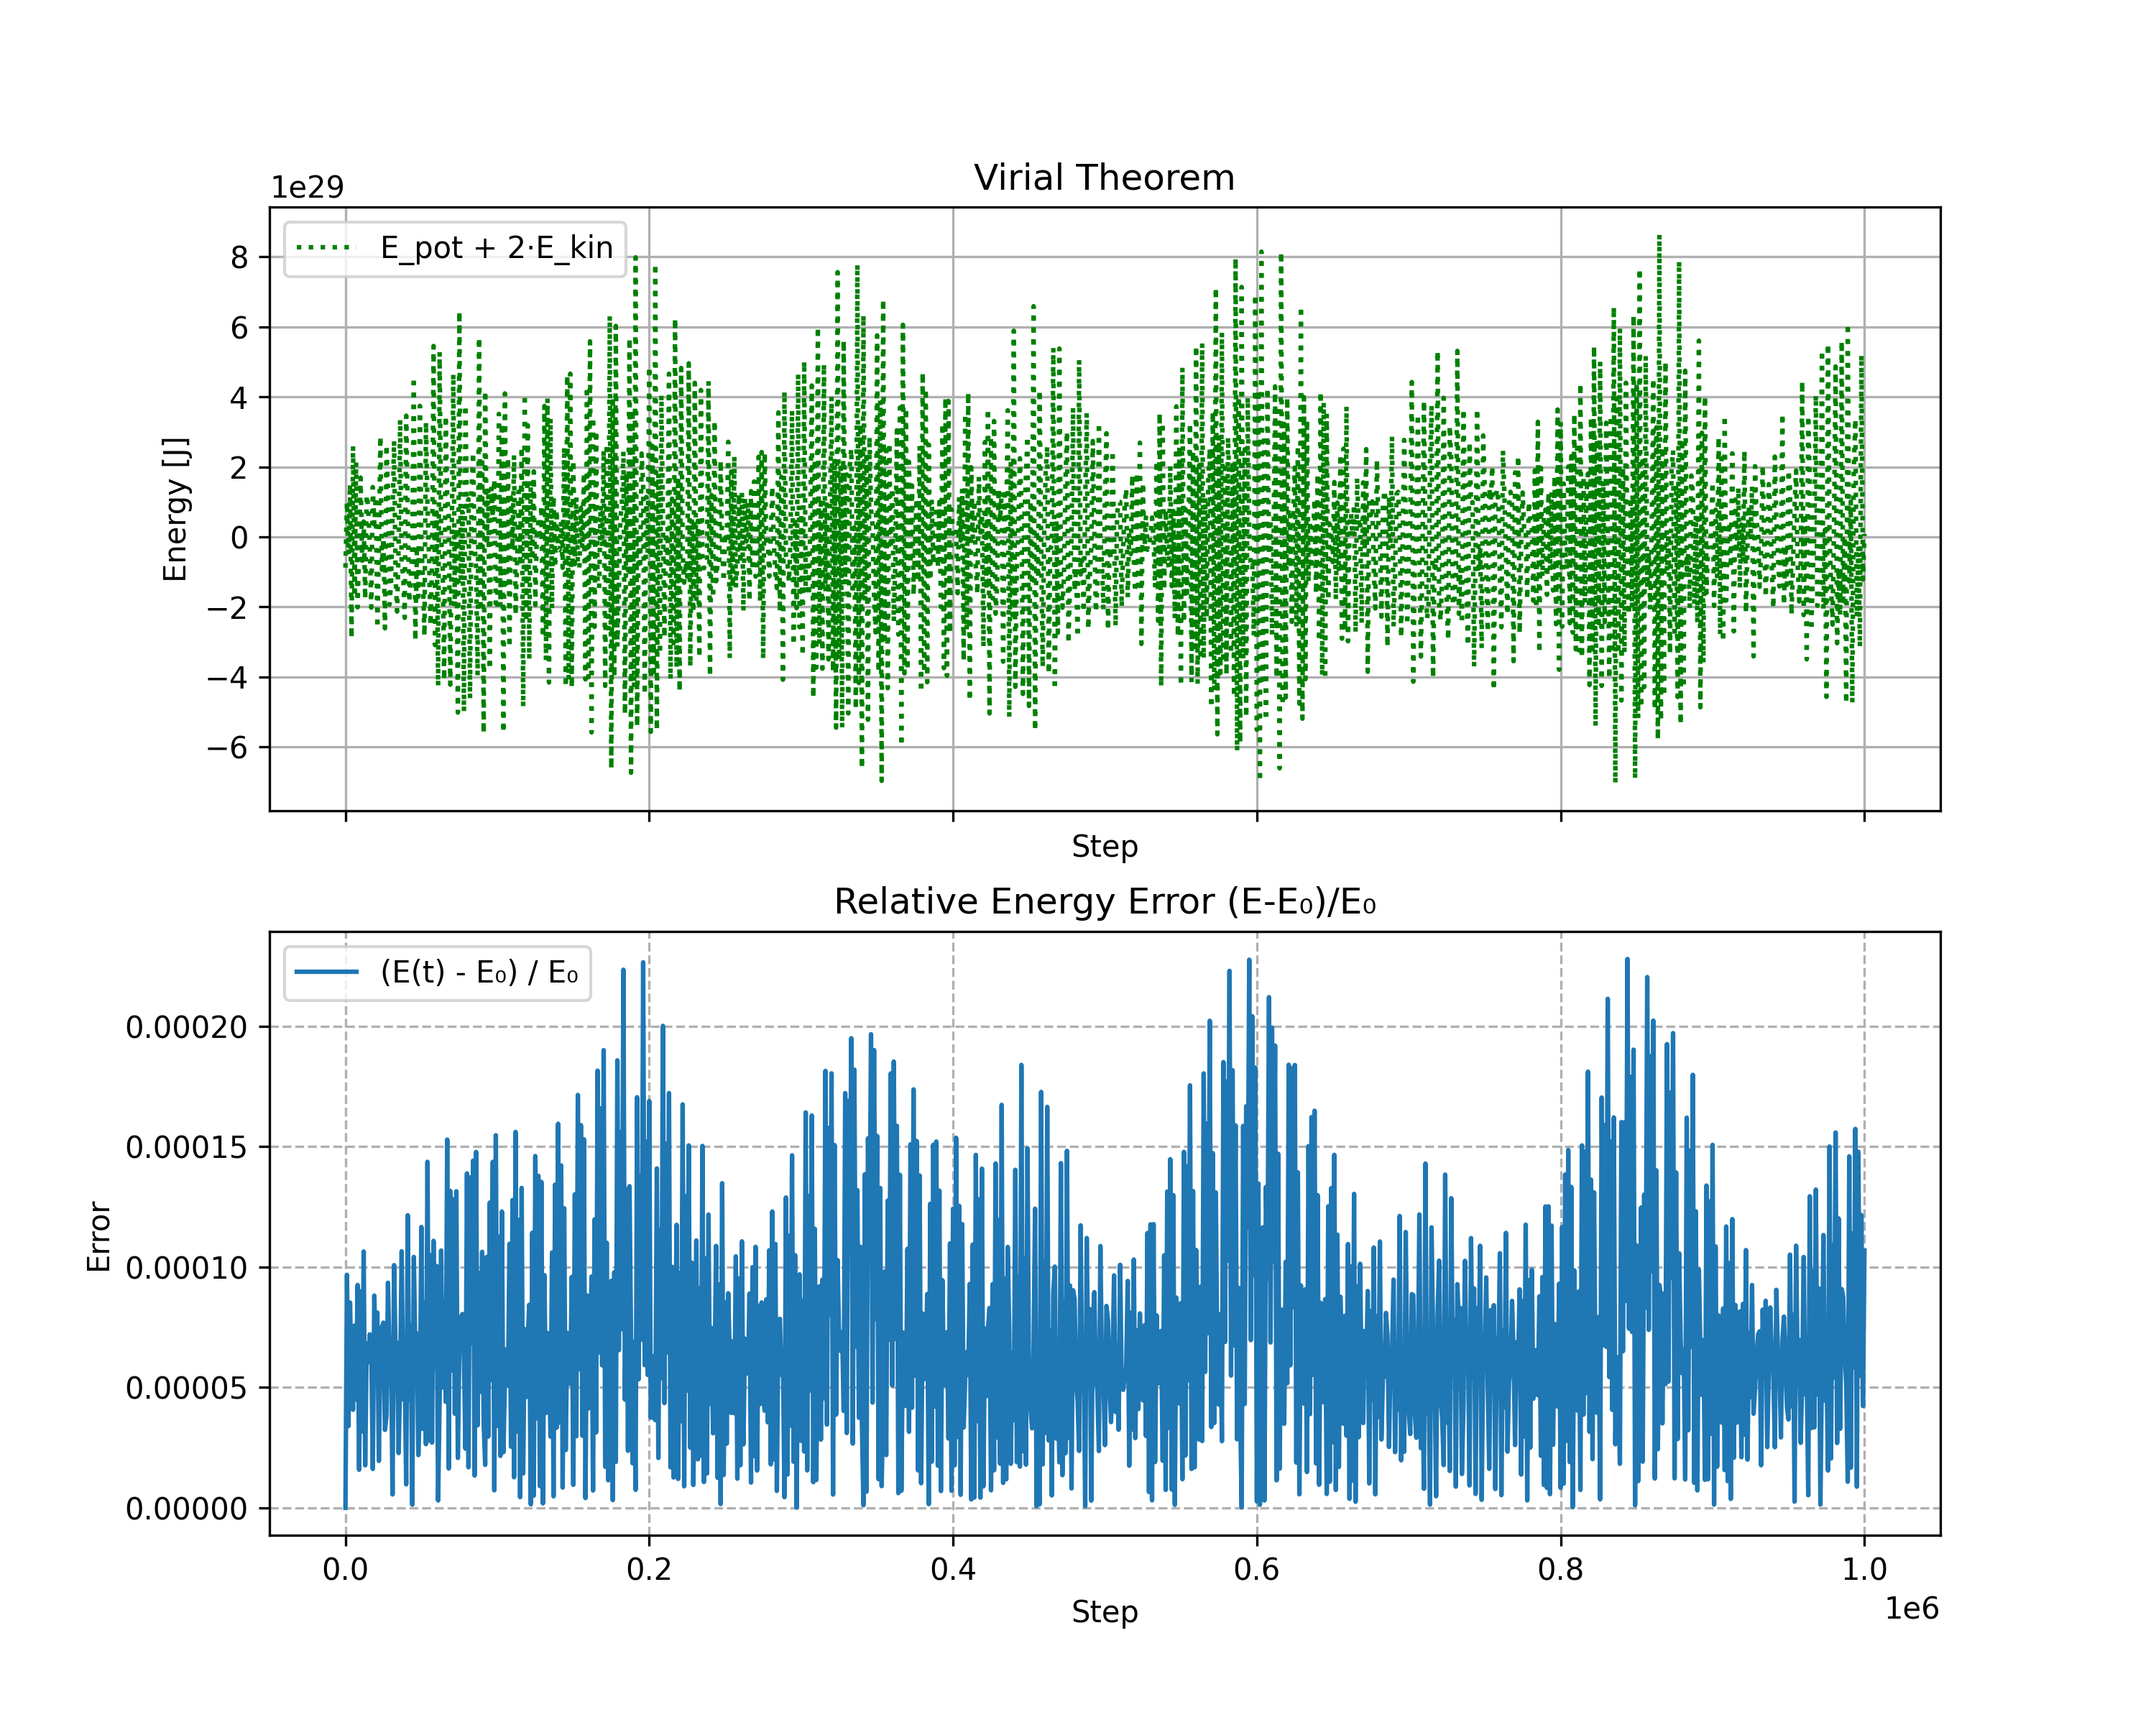 Virial Theorem
1e29
E_pot + 2·E_kin
8
6
4
2
0
−2
−4
−6
Energy [J]
Step
Relative Energy Error (E-E₀)/E₀
(E(t) - E₀) / E₀
0.00020
0.00015
0.00010
0.00005
0.00000
Error
0.0 0.2 0.4 0.6 0.8 1.0
Step
1e6